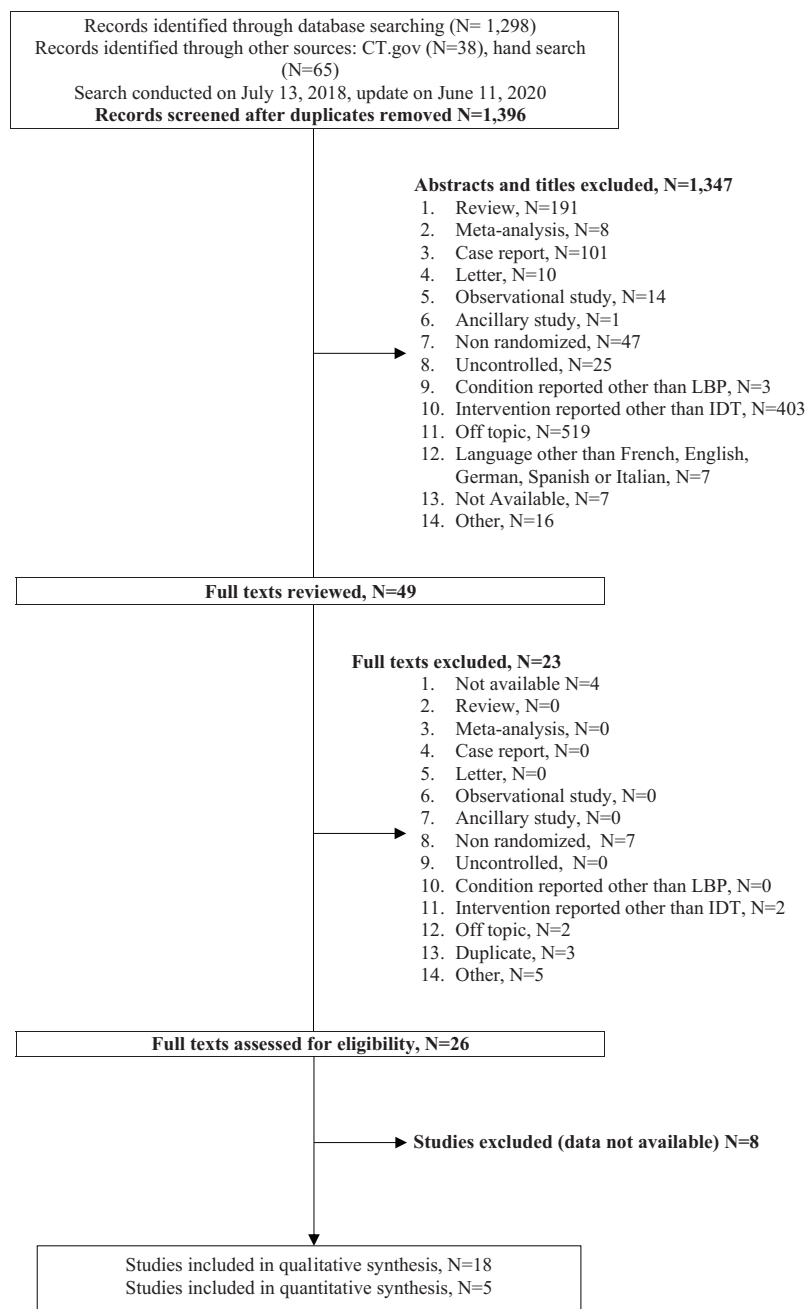 Records identified through database searching (N= 1,298)
Records identified through other sources: CT.gov (N=38), hand search
(N=65)
Search conducted on July 13, 2018, update on June 11, 2020
Records screened after duplicates removed N=1,396
Abstracts and titles excluded, N=1,347
1. Review, N=191
2. Meta-analysis, N=8
3. Case report, N=101
4. Letter, N=10
5. Observational study, N=14
6. Ancillary study, N=1
7. Non randomized, N=47
8. Uncontrolled, N=25
9. Condition reported other than LBP, N=3
10. Intervention reported other than IDT, N=403
11. Off topic, N=519
12. Language other than French, English,
German, Spanish or Italian, N=7
13. Not Available, N=7
14. Other, N=16
Full texts reviewed, N=49
Full texts excluded, N=23
1. Not available N=4
2. Review, N=0
3. Meta-analysis, N=0
4. Case report, N=0
5. Letter, N=0
6. Observational study, N=0
7. Ancillary study, N=0
8. Non randomized, N=7
9. Uncontrolled, N=0
10. Condition reported other than LBP, N=0
11. Intervention reported other than IDT, N=2
12. Off topic, N=2
13. Duplicate, N=3
14. Other, N=5
Full texts assessed for eligibility, N=26
Studies excluded (data not available) N=8
Studies included in qualitative synthesis, N=18
Studies included in quantitative synthesis, N=5